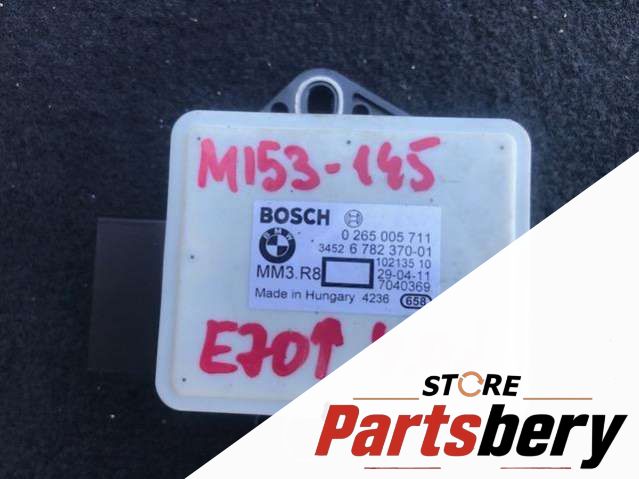 M153-145
BOSCH
BMW
0 265 005 711
3452 6 782 370-01
102135 10
MM3.R8
29-04-11
7040369
Made in Hungary 4236 658
E70↑
STORE
Partsbery